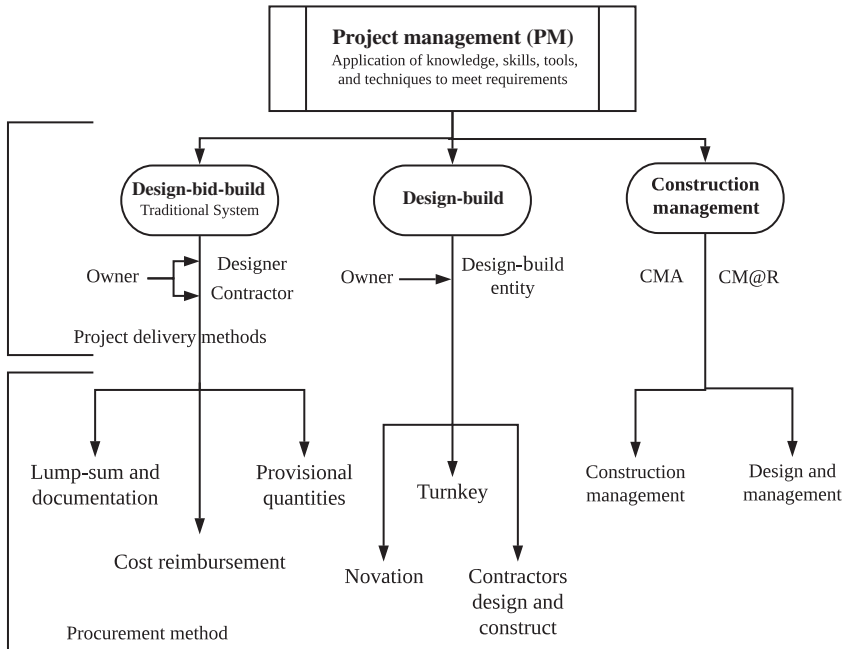 Project management (PM)
Application of knowledge, skills, tools,
and techniques to meet requirements
Design-bid-build
Traditional System
Design-build
Construction
management
Owner
Designer
Contractor
Owner
Design-build
entity
CMA
CM@R
Project delivery methods
Lump-sum and
documentation
Provisional
quantities
Cost reimbursement
Turnkey
Novation
Contractors
design and
construct
Construction
management
Design and
management
Procurement method